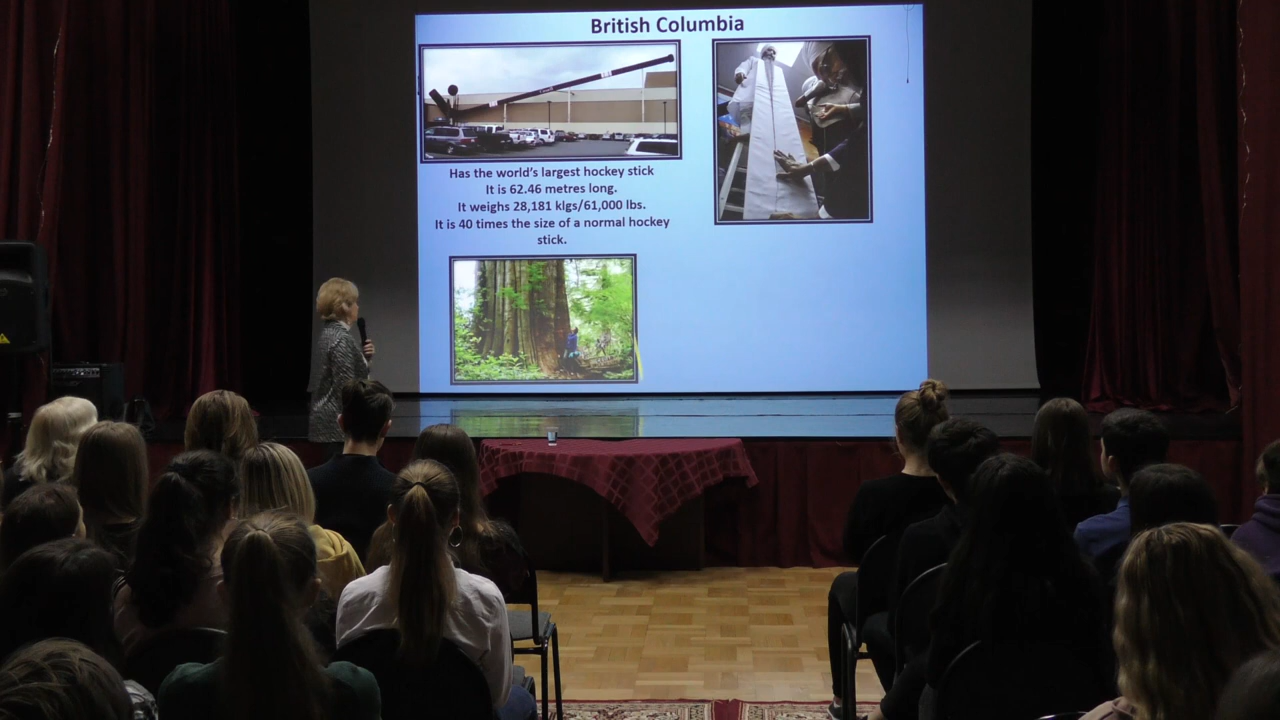 British Columbia
Has the world's largest hockey stick
It is 62.46 metres long.
It weighs 28,181 klgs/61,000 lbs.
It is 40 times the size of a normal hockey
stick.